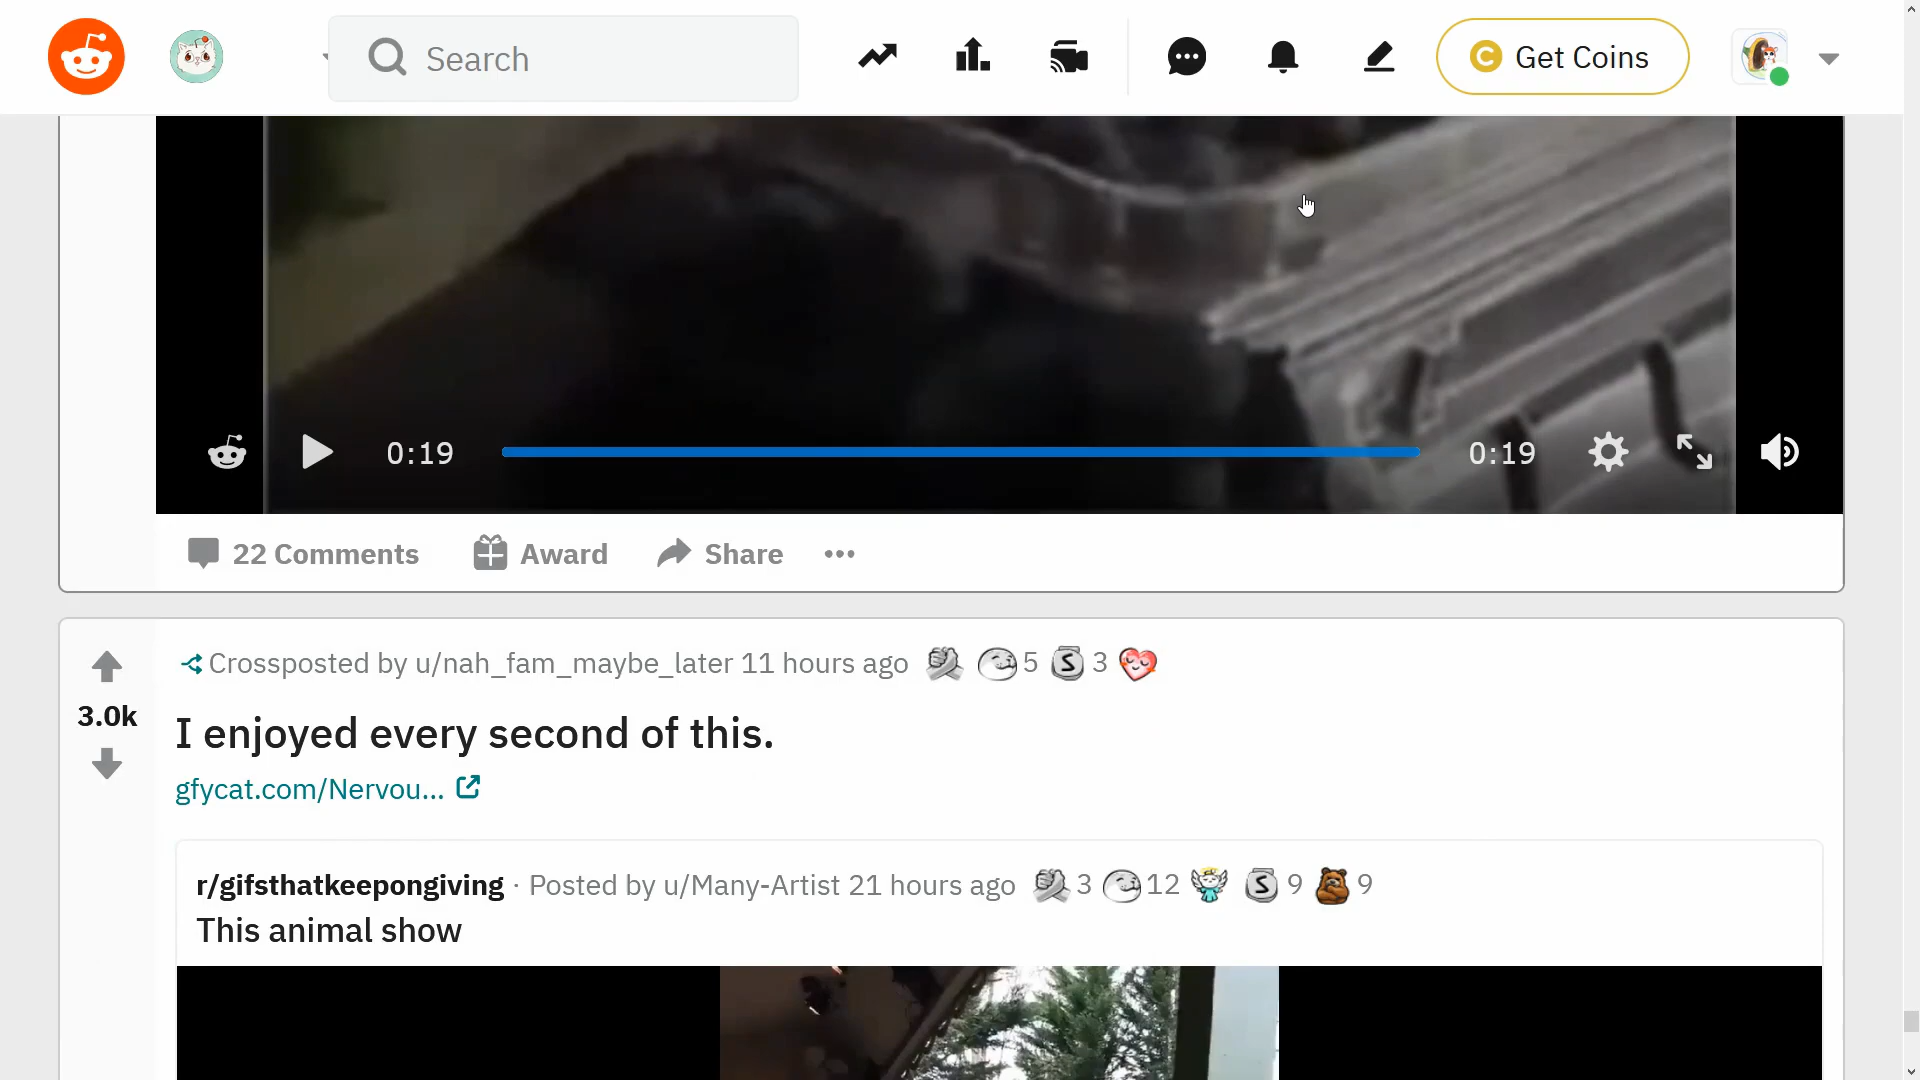 Search
C Get Coins
0:19
0:19
22 Comments
Award
Share
Crossposted by u/nah_fam_maybe_later 11 hours ago 5 S 3
3.0k
I enjoyed every second of this.
gfycat.com/Nervou...
r/gifsthatkeepongiving · Posted by u/Many-Artist 21 hours ago 3 12 S 9 9
This animal show